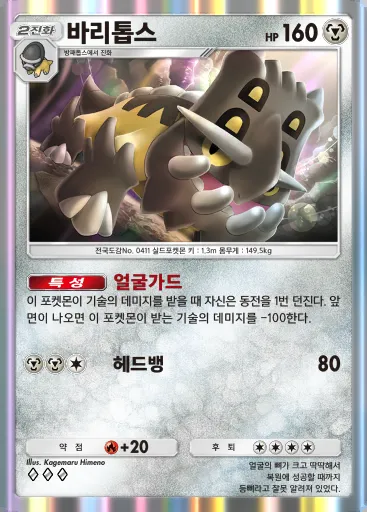 2진화 바리톱스 HP 160
방패톱스에서 진화
전국도감No. 0411 실드포켓몬 키 : 1.3m 몸무게 : 149.5kg
특성 얼굴가드
이 포켓몬이 기술의 데미지를 받을 때 자신은 동전을 1번 던진다. 앞
면이 나오면 이 포켓몬이 받는 기술의 데미지를 -100한다.
헤드뱅 80
약점 +20 후퇴
Illus. Kagemaru Himeno
얼굴의 뼈가 크고 딱딱해서
복원에 성공할 때까지
등뼈라고 잘못 알려져 있었다.